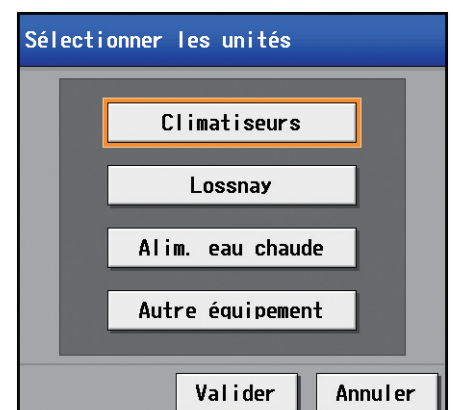 Sélectionner les unités
Climatiseurs
Lossnay
Alim. eau chaude
Autre équipement
Valider Annuler